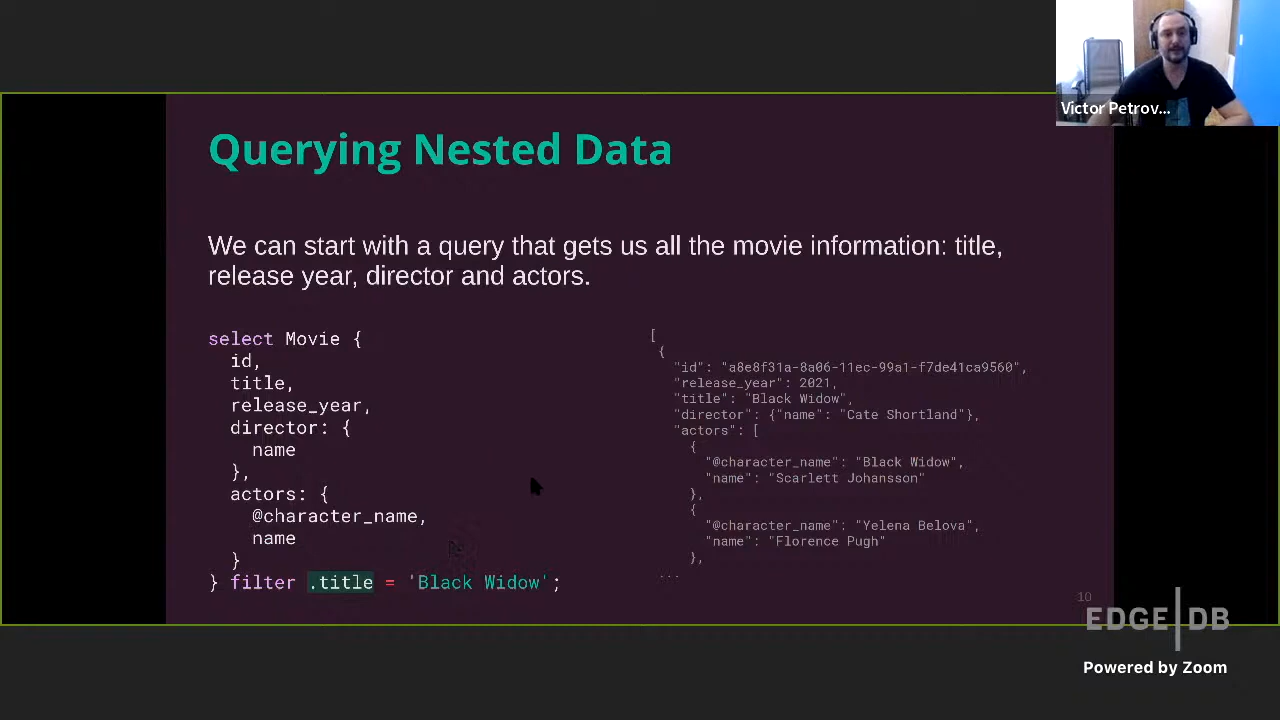 Victor Petrov...
Querying Nested Data
We can start with a query that gets us all the movie information: title,
release year, director and actors.
select Movie {
id,
title,
release_year,
director: {
name
},
actors: {
@character_name,
name
}
} filter .title = 'Black Widow';
[
{
"id": "a8e8f31a-8a06-11ec-99a1-f7de41ca9560",
"release_year": 2021,
"title": "Black Widow",
"director": {"name": "Cate Shortland"},
"actors": [
{
"@character_name": "Black Widow",
"name": "Scarlett Johansson"
},
{
"@character_name": "Yelena Belova",
"name": "Florence Pugh"
},
...
10
EDGE|DB
Powered by Zoom